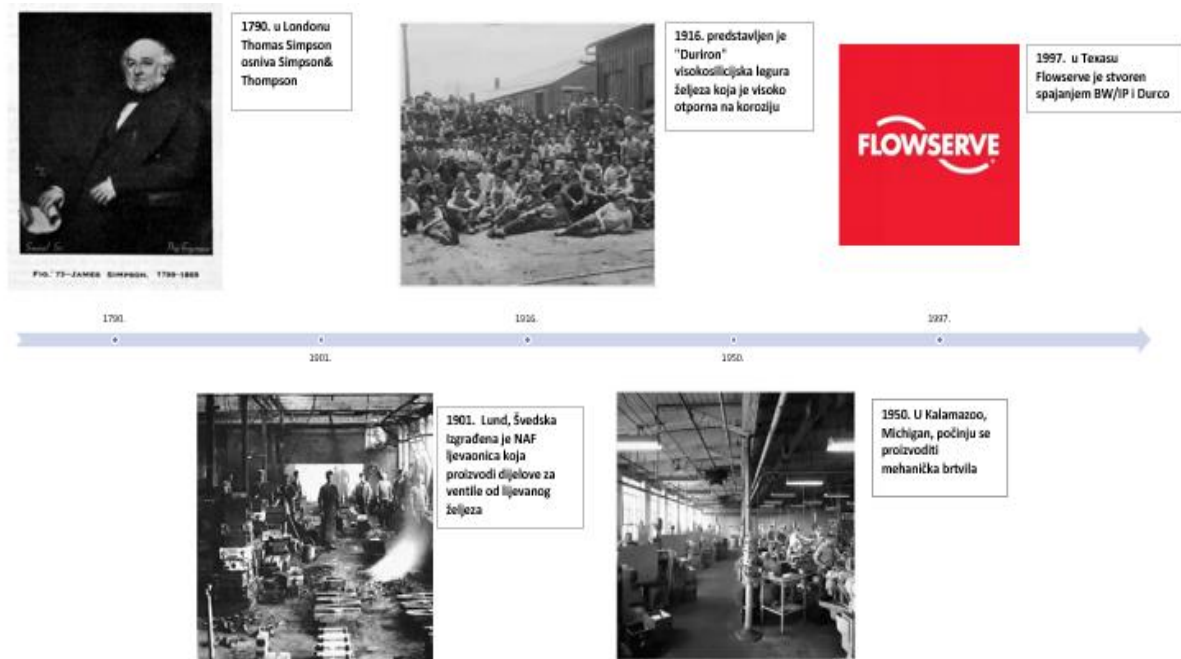 1790. u Londonu
Thomas Simpson
osniva Simpson&
Thompson
FIG. 73—JAMES SIMPSON. 1799-1869
1916. predstavljen je
"Duriron"
visokosilicijska legura
željeza koja je visoko
otporna na koroziju
FLOWSERVE
1997. u Texasu
Flowserve je stvoren
spajanjem BW/IP i Durco
1790.
1916.
1997.
1901.
1950.
1901. Lund, Švedska
Izgrađena je NAF
ljevaonica koja
proizvodi dijelove za
ventile od lijevanog
željeza
1950. U Kalamazoo,
Michigan, počinju se
proizvoditi
mehanička brtvila